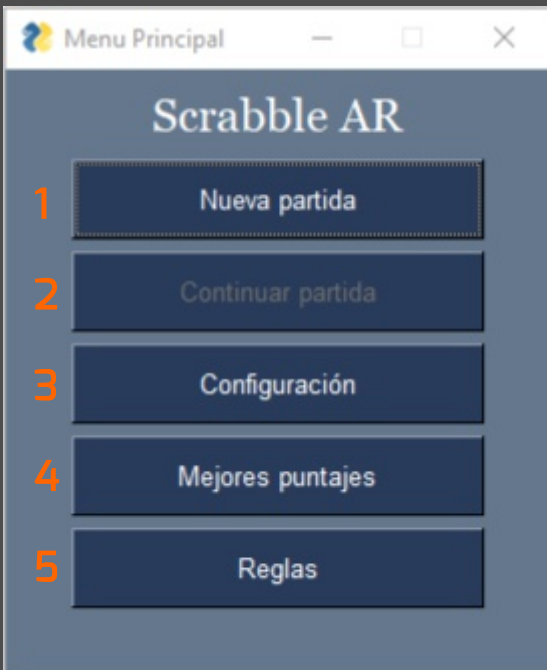 Menu Principal
Scrabble AR
1 Nueva partida
2 Continuar partida
3 Configuración
4 Mejores puntajes
5 Reglas